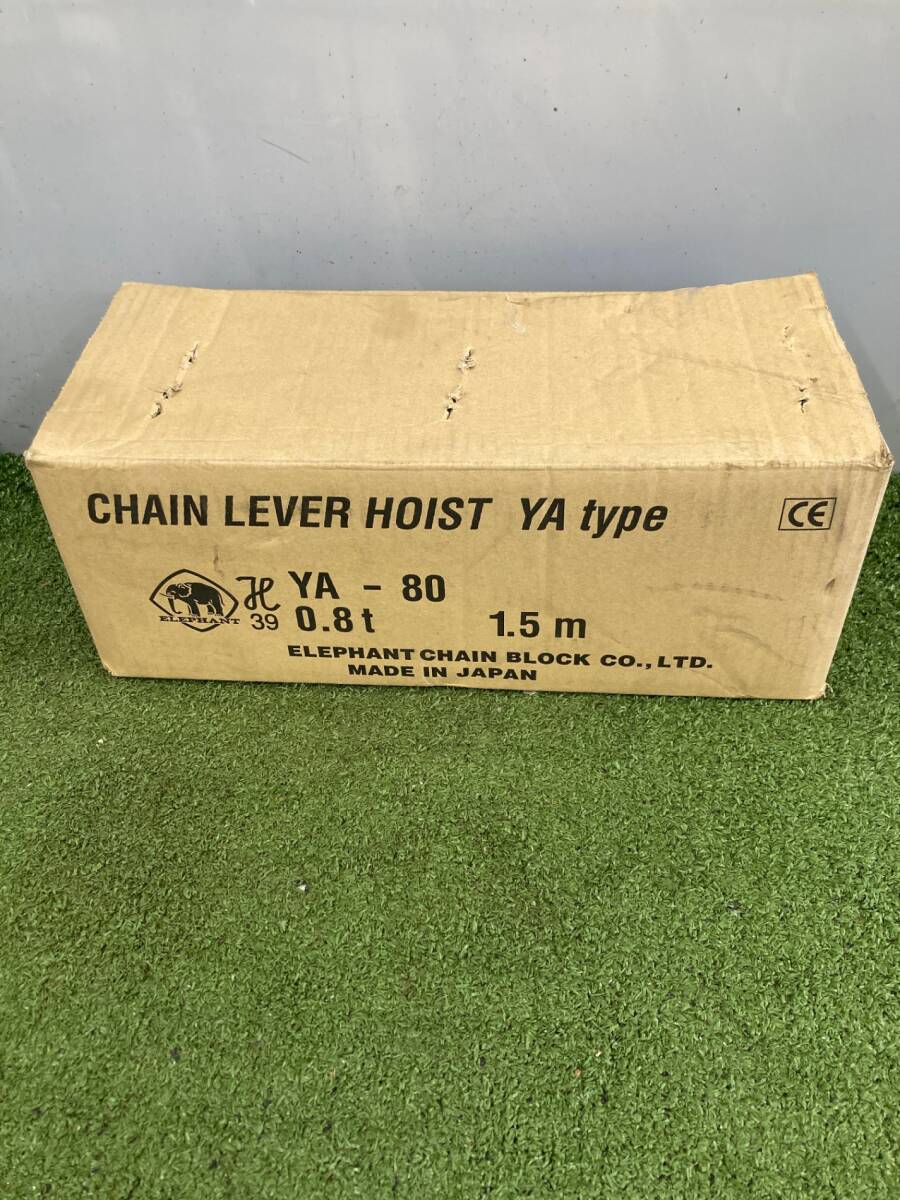 CHAIN LEVER HOIST YA type
CE
ELEPHANT
H
39
YA - 80
0.8t 1.5m
ELEPHANT CHAIN BLOCK CO., LTD.
MADE IN JAPAN